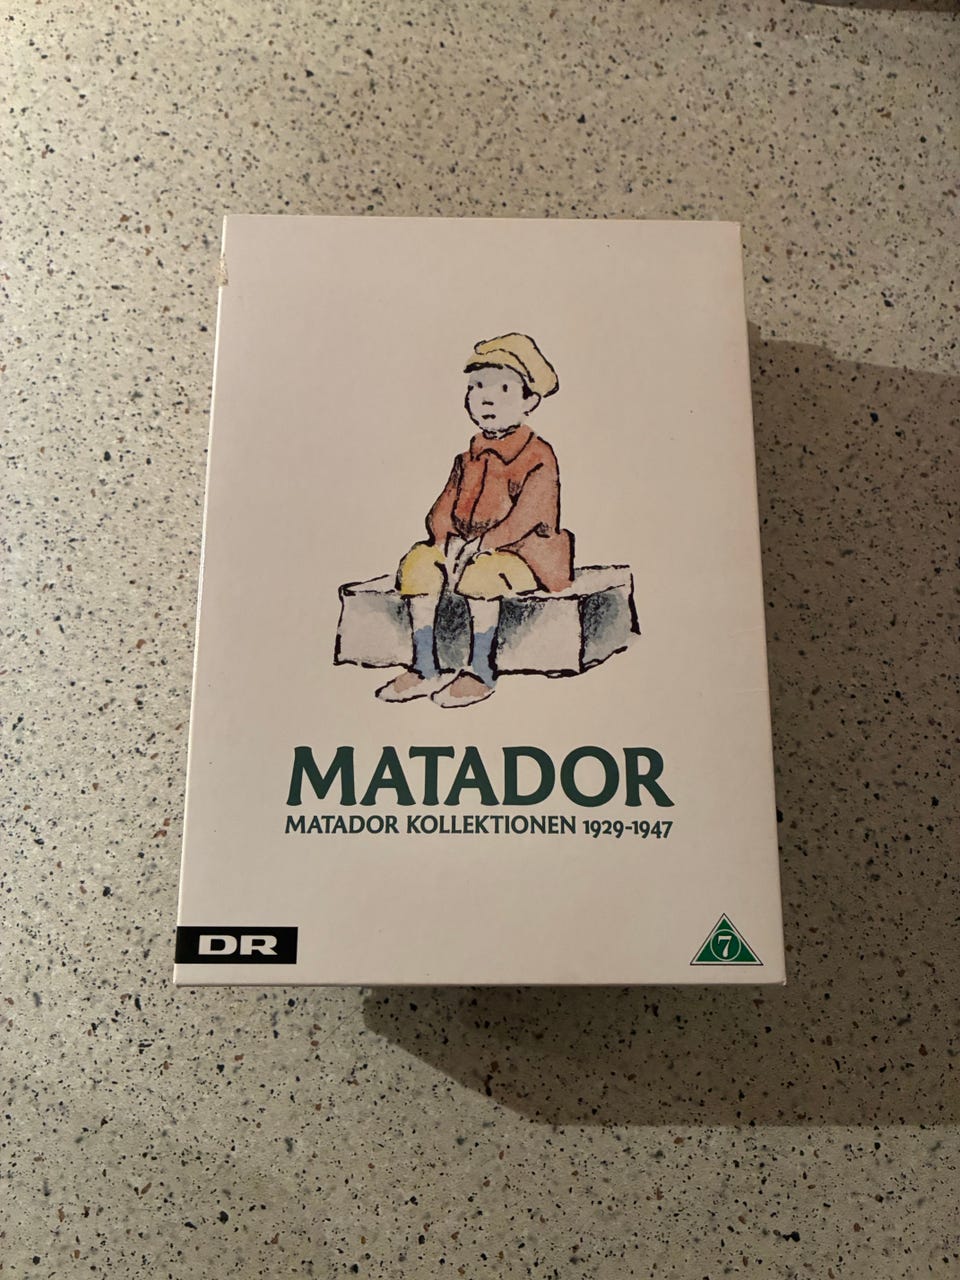 MATADOR
MATADOR KOLLEKTIONEN 1929-1947
DR
7